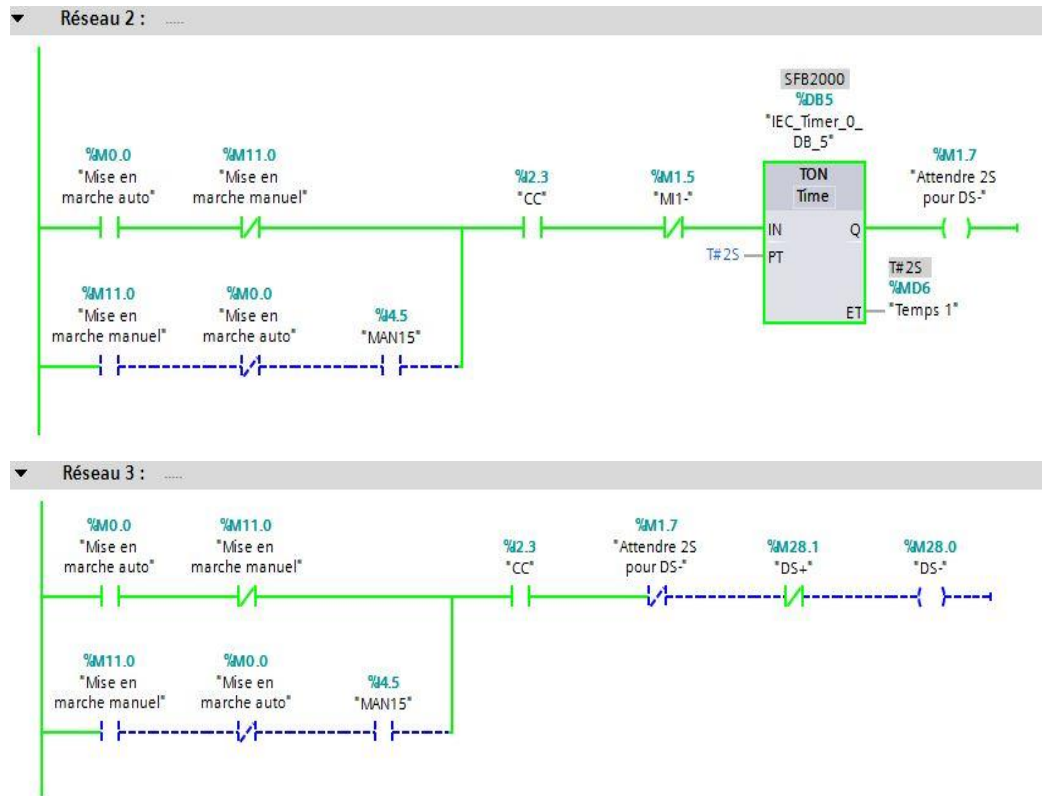 Réseau 2 : .....
SFB2000
%DB5
"IEC_Timer_0_
DB_5"
%M0.0
"Mise en
marche auto"
%M11.0
"Mise en
marche manuel"
%I2.3
"CC"
%M1.5
"MI1-"
TON
Time
%M1.7
"Attendre 2S
pour DS-"
IN
Q
T#2S
PT
T#2S
%MD6
ET
"Temps 1"
%M11.0
"Mise en
marche manuel"
%M0.0
"Mise en
marche auto"
%I4.5
"MAN15"
Réseau 3 : .....
%M0.0
"Mise en
marche auto"
%M11.0
"Mise en
marche manuel"
%I2.3
"CC"
%M1.7
"Attendre 2S
pour DS-"
%M28.1
"DS+"
%M28.0
"DS-"
%M11.0
"Mise en
marche manuel"
%M0.0
"Mise en
marche auto"
%I4.5
"MAN15"